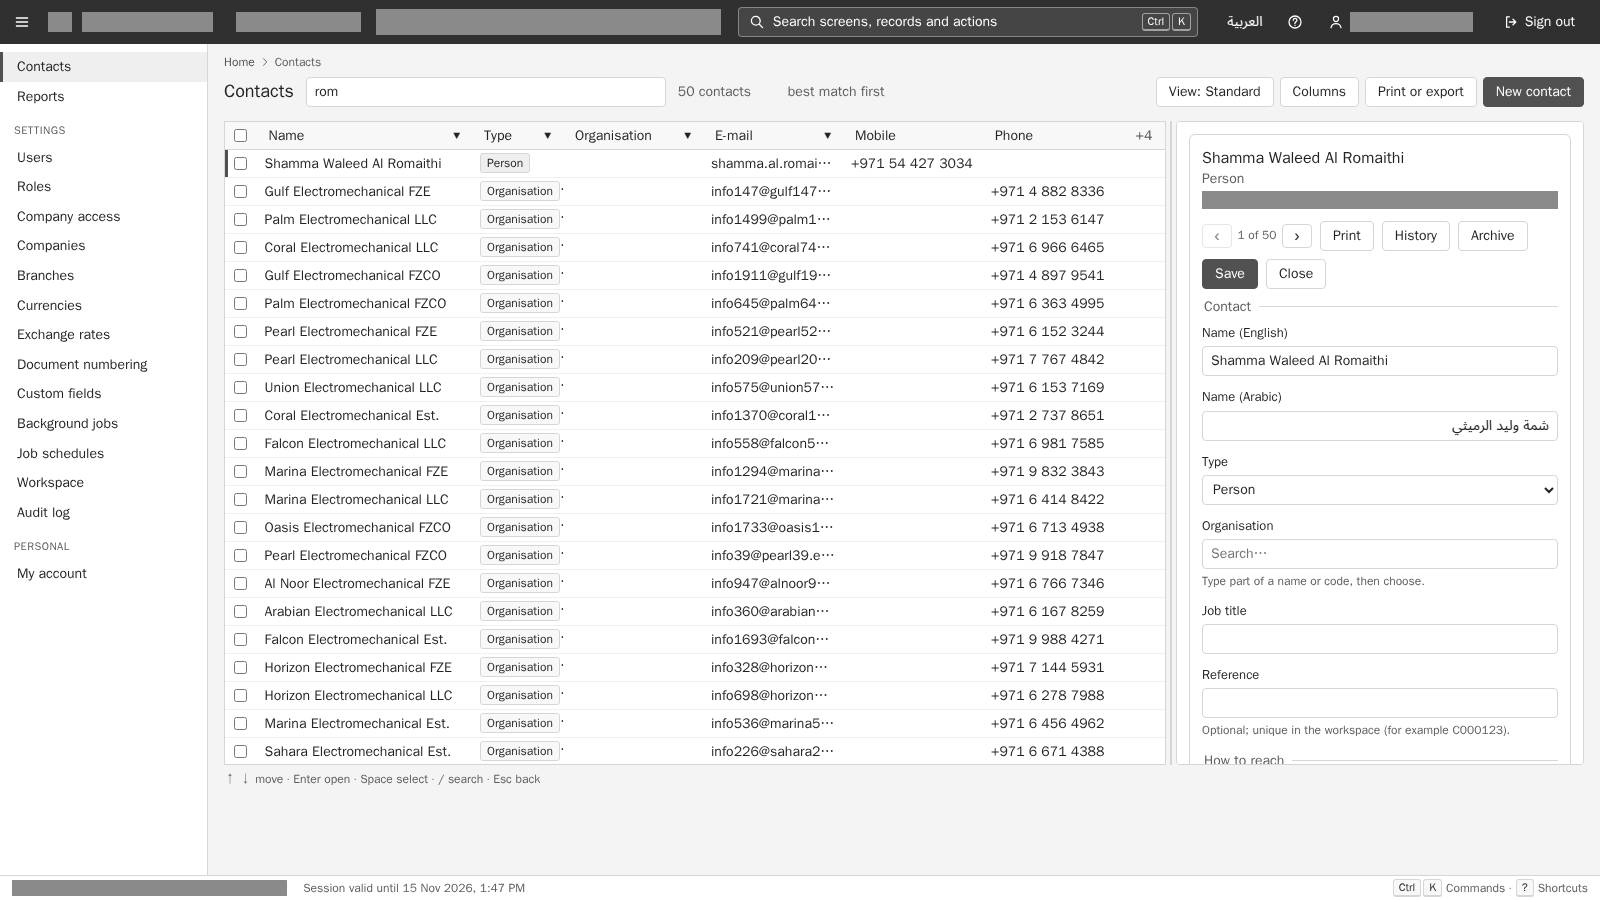 Search screens, records and actions Ctrl K العربية Sign out
Contacts
Reports
SETTINGS
Users
Roles
Company access
Companies
Branches
Currencies
Exchange rates
Document numbering
Custom fields
Background jobs
Job schedules
Workspace
Audit log
PERSONAL
My account
Home > Contacts
Contacts rom 50 contacts best match first View: Standard Columns Print or export New contact
Name ▼ Type ▼ Organisation ▼ E-mail ▼ Mobile Phone +4
Shamma Waleed Al Romaithi Person shamma.al.romai… +971 54 427 3034
Gulf Electromechanical FZE Organisation info147@gulf147… +971 4 882 8336
Palm Electromechanical LLC Organisation info1499@palm1… +971 2 153 6147
Coral Electromechanical LLC Organisation info741@coral74… +971 6 966 6465
Gulf Electromechanical FZCO Organisation info1911@gulf19… +971 4 897 9541
Palm Electromechanical FZCO Organisation info645@palm64… +971 6 363 4995
Pearl Electromechanical FZE Organisation info521@pearl52… +971 6 152 3244
Pearl Electromechanical LLC Organisation info209@pearl20… +971 7 767 4842
Union Electromechanical LLC Organisation info575@union57… +971 6 153 7169
Coral Electromechanical Est. Organisation info1370@coral1… +971 2 737 8651
Falcon Electromechanical LLC Organisation info558@falcon5… +971 6 981 7585
Marina Electromechanical FZE Organisation info1294@marina… +971 9 832 3843
Marina Electromechanical LLC Organisation info1721@marina… +971 6 414 8422
Oasis Electromechanical FZCO Organisation info1733@oasis1… +971 6 713 4938
Pearl Electromechanical FZCO Organisation info39@pearl39.e… +971 9 918 7847
Al Noor Electromechanical FZE Organisation info947@alnoor9… +971 6 766 7346
Arabian Electromechanical LLC Organisation info360@arabian… +971 6 167 8259
Falcon Electromechanical Est. Organisation info1693@falcon… +971 9 988 4271
Horizon Electromechanical FZE Organisation info328@horizon… +971 7 144 5931
Horizon Electromechanical LLC Organisation info698@horizon… +971 6 278 7988
Marina Electromechanical Est. Organisation info536@marina5… +971 6 456 4962
Sahara Electromechanical Est. Organisation info226@sahara2… +971 6 671 4388
↑ ↓ move · Enter open · Space select · / search · Esc back
Shamma Waleed Al Romaithi
Person
‹ 1 of 50 › Print History Archive
Save Close
Contact
Name (English)
Shamma Waleed Al Romaithi
Name (Arabic)
شمة وليد الرميثي
Type
Person
Organisation
Search…
Type part of a name or code, then choose.
Job title
Reference
Optional; unique in the workspace (for example C000123).
How to reach
Session valid until 15 Nov 2026, 1:47 PM Ctrl K Commands · ? Shortcuts